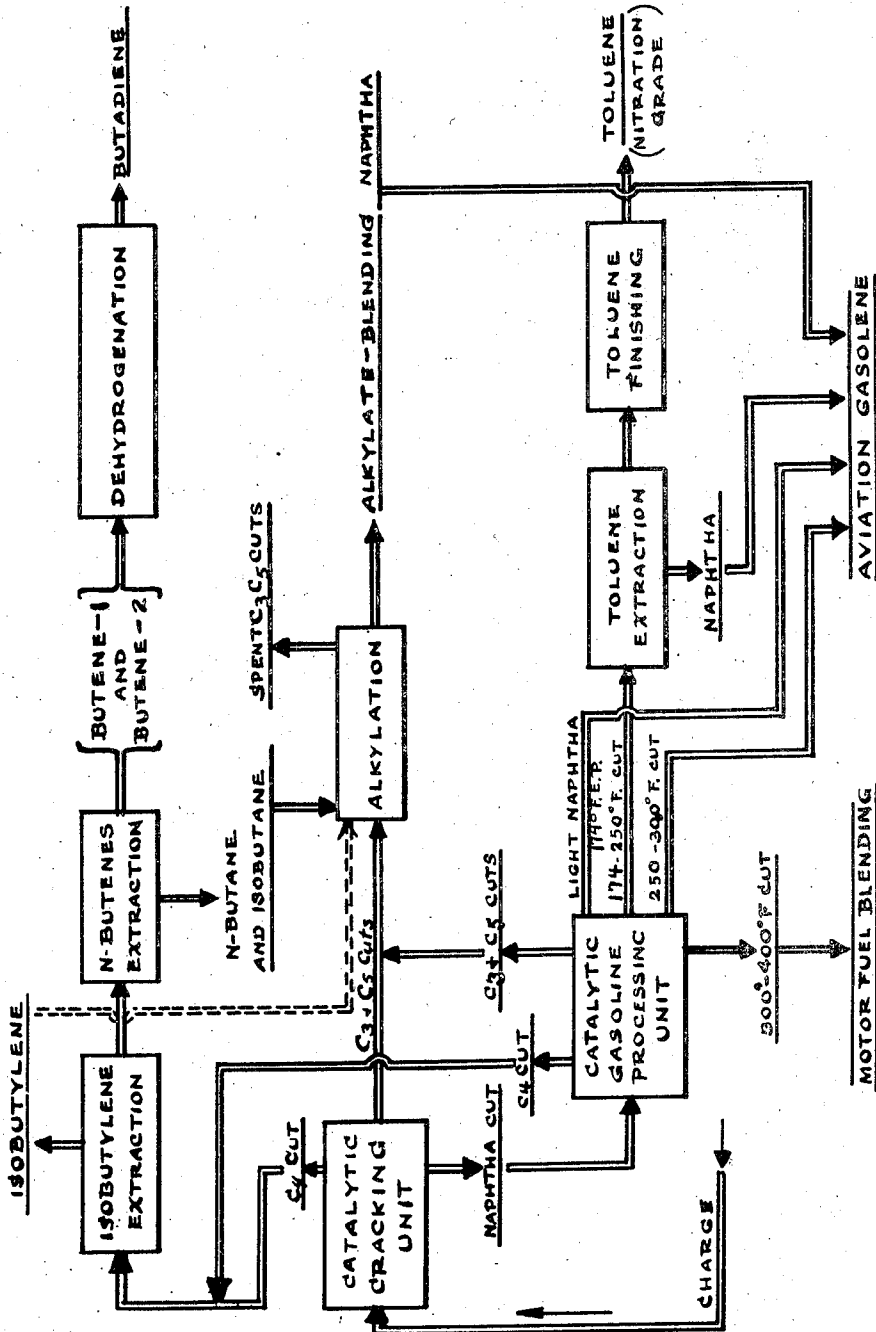 ISOBUTYLENE
ISOBUTYLENE
EXTRACTION
N-BUTENES
EXTRACTION
BUTENE-1
AND
BUTENE-2
DEHYDROGENATION
BUTADIENE
N-BUTANE
AND ISOBUTANE
SPENT C3C5 CUTS
C4 CUT
CATALYTIC
CRACKING
UNIT
C3+C5 CUTS
ALKYLATION
ALKYLATE-BLENDING NAPHTHA
NAPHTHA CUT
C4 CUT
C3+C5 CUTS
CATALYTIC
GASOLINE
PROCESSING
UNIT
LIGHT NAPHTHA
174°F.E.P.
174-250°F. CUT
250-300°F. CUT
TOLUENE
EXTRACTION
TOLUENE
FINISHING
TOLUENE
(NITRATION)
GRADE
NAPHTHA
CHARGE
300°-400°F CUT
MOTOR FUEL BLENDING
AVIATION GASOLENE